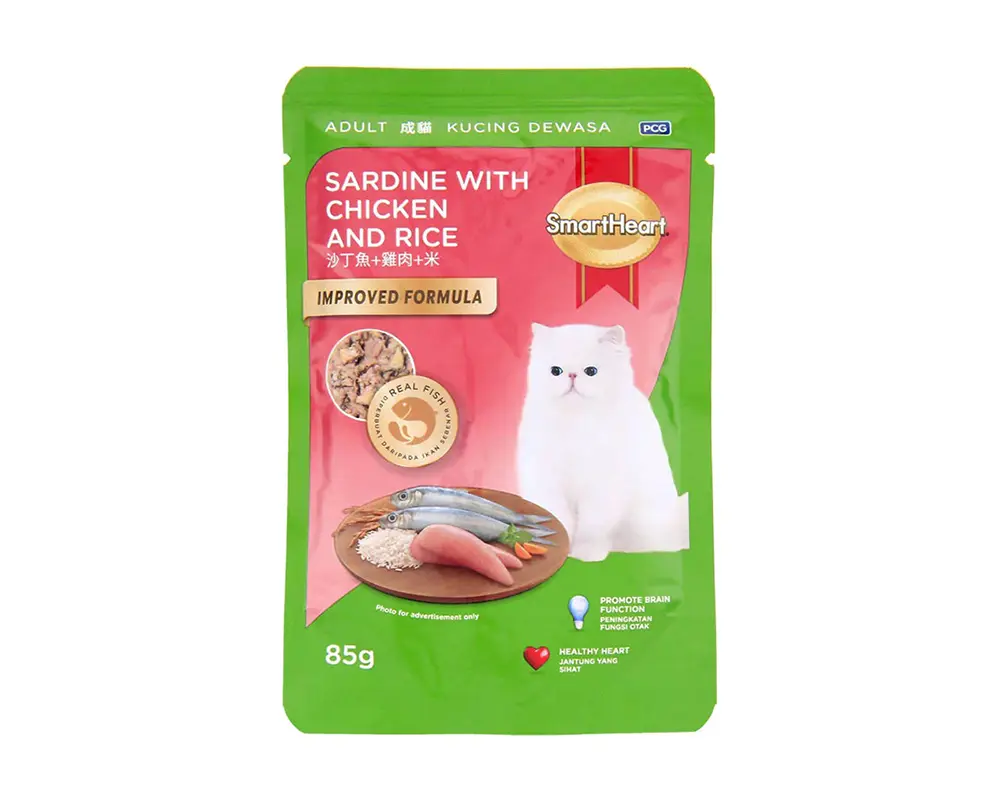 ADULT 成貓 KUCING DEWASA PCG
SARDINE WITH
CHICKEN
AND RICE
沙丁魚+雞肉+米
SmartHeart
IMPROVED FORMULA
REAL FISH
DIPERBUAT DARIPADA IKAN SEBENAR
Photo for advertisement only
PROMOTE BRAIN
FUNCTION
PENINGKATAN
FUNGSI OTAK
85g
HEALTHY HEART
JANTUNG YANG
SIHAT